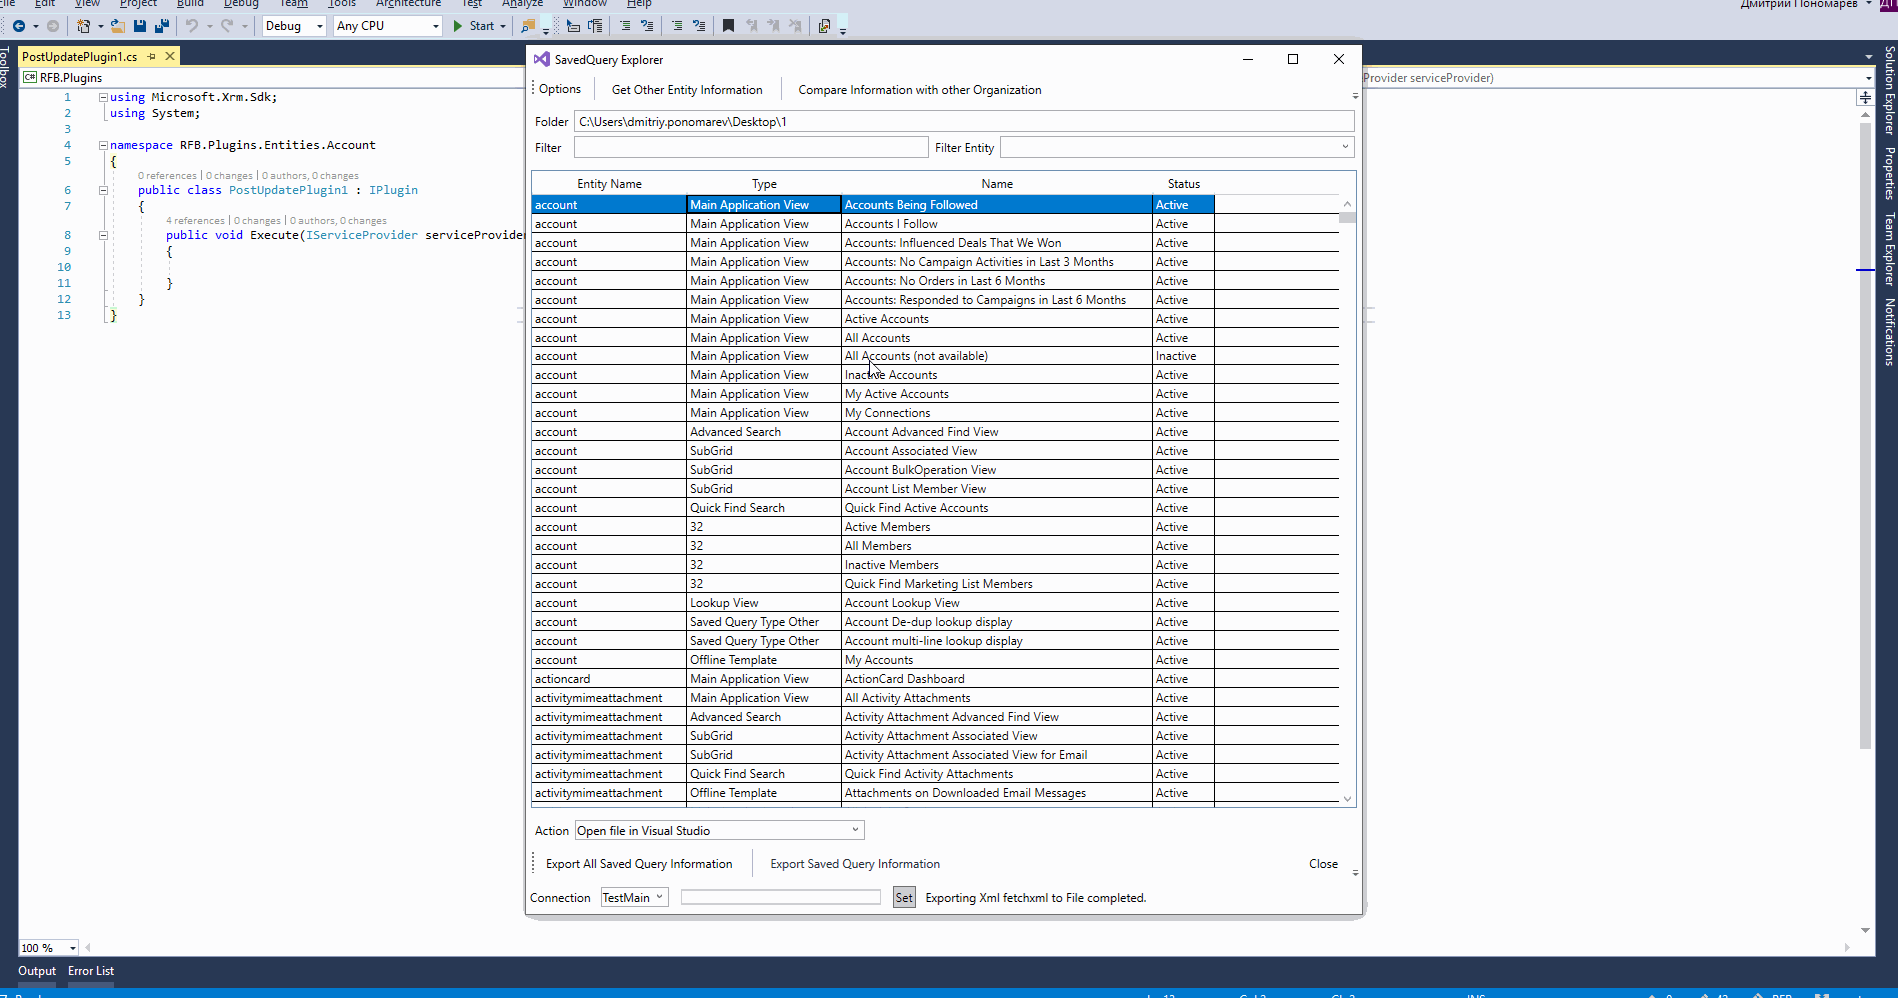 File Edit View Project Build Debug Team Tools Architecture Test Analyze Window Help
Дмитрий Пономарев
Debug Any CPU Start
PostUpdatePlugin1.cs
RFB.Plugins
Provider serviceProvider)
Toolbox
1 using Microsoft.Xrm.Sdk;
2 using System;
3
4 namespace RFB.Plugins.Entities.Account
5 {
0 references | 0 changes | 0 authors, 0 changes
6 public class PostUpdatePlugin1 : IPlugin
7 {
4 references | 0 changes | 0 authors, 0 changes
8 public void Execute(IServiceProvider serviceProvider
9 {
10
11 }
12 }
13 }
SavedQuery Explorer
Options Get Other Entity Information Compare Information with other Organization
Folder C:\Users\dmitriy.ponomarev\Desktop\1
Filter Filter Entity
Entity Name Type Name Status
account Main Application View Accounts Being Followed Active
account Main Application View Accounts I Follow Active
account Main Application View Accounts: Influenced Deals That We Won Active
account Main Application View Accounts: No Campaign Activities in Last 3 Months Active
account Main Application View Accounts: No Orders in Last 6 Months Active
account Main Application View Accounts: Responded to Campaigns in Last 6 Months Active
account Main Application View Active Accounts Active
account Main Application View All Accounts Active
account Main Application View All Accounts (not available) Inactive
account Main Application View Inactive Accounts Active
account Main Application View My Active Accounts Active
account Main Application View My Connections Active
account Advanced Search Account Advanced Find View Active
account SubGrid Account Associated View Active
account SubGrid Account BulkOperation View Active
account SubGrid Account List Member View Active
account Quick Find Search Quick Find Active Accounts Active
account 32 Active Members Active
account 32 All Members Active
account 32 Inactive Members Active
account 32 Quick Find Marketing List Members Active
account Lookup View Account Lookup View Active
account Saved Query Type Other Account De-dup lookup display Active
account Saved Query Type Other Account multi-line lookup display Active
account Offline Template My Accounts Active
actioncard Main Application View ActionCard Dashboard Active
activitymimeattachment Main Application View All Activity Attachments Active
activitymimeattachment Advanced Search Activity Attachment Advanced Find View Active
activitymimeattachment SubGrid Activity Attachment Associated View Active
activitymimeattachment SubGrid Activity Attachment Associated View for Email Active
activitymimeattachment Quick Find Search Quick Find Activity Attachments Active
activitymimeattachment Offline Template Attachments on Downloaded Email Messages Active
Action Open file in Visual Studio
Export All Saved Query Information Export Saved Query Information Close
Connection TestMain Set Exporting Xml fetchxml to File completed.
Solution Explorer
Properties
Team Explorer
Notifications
100 %
Output Error List